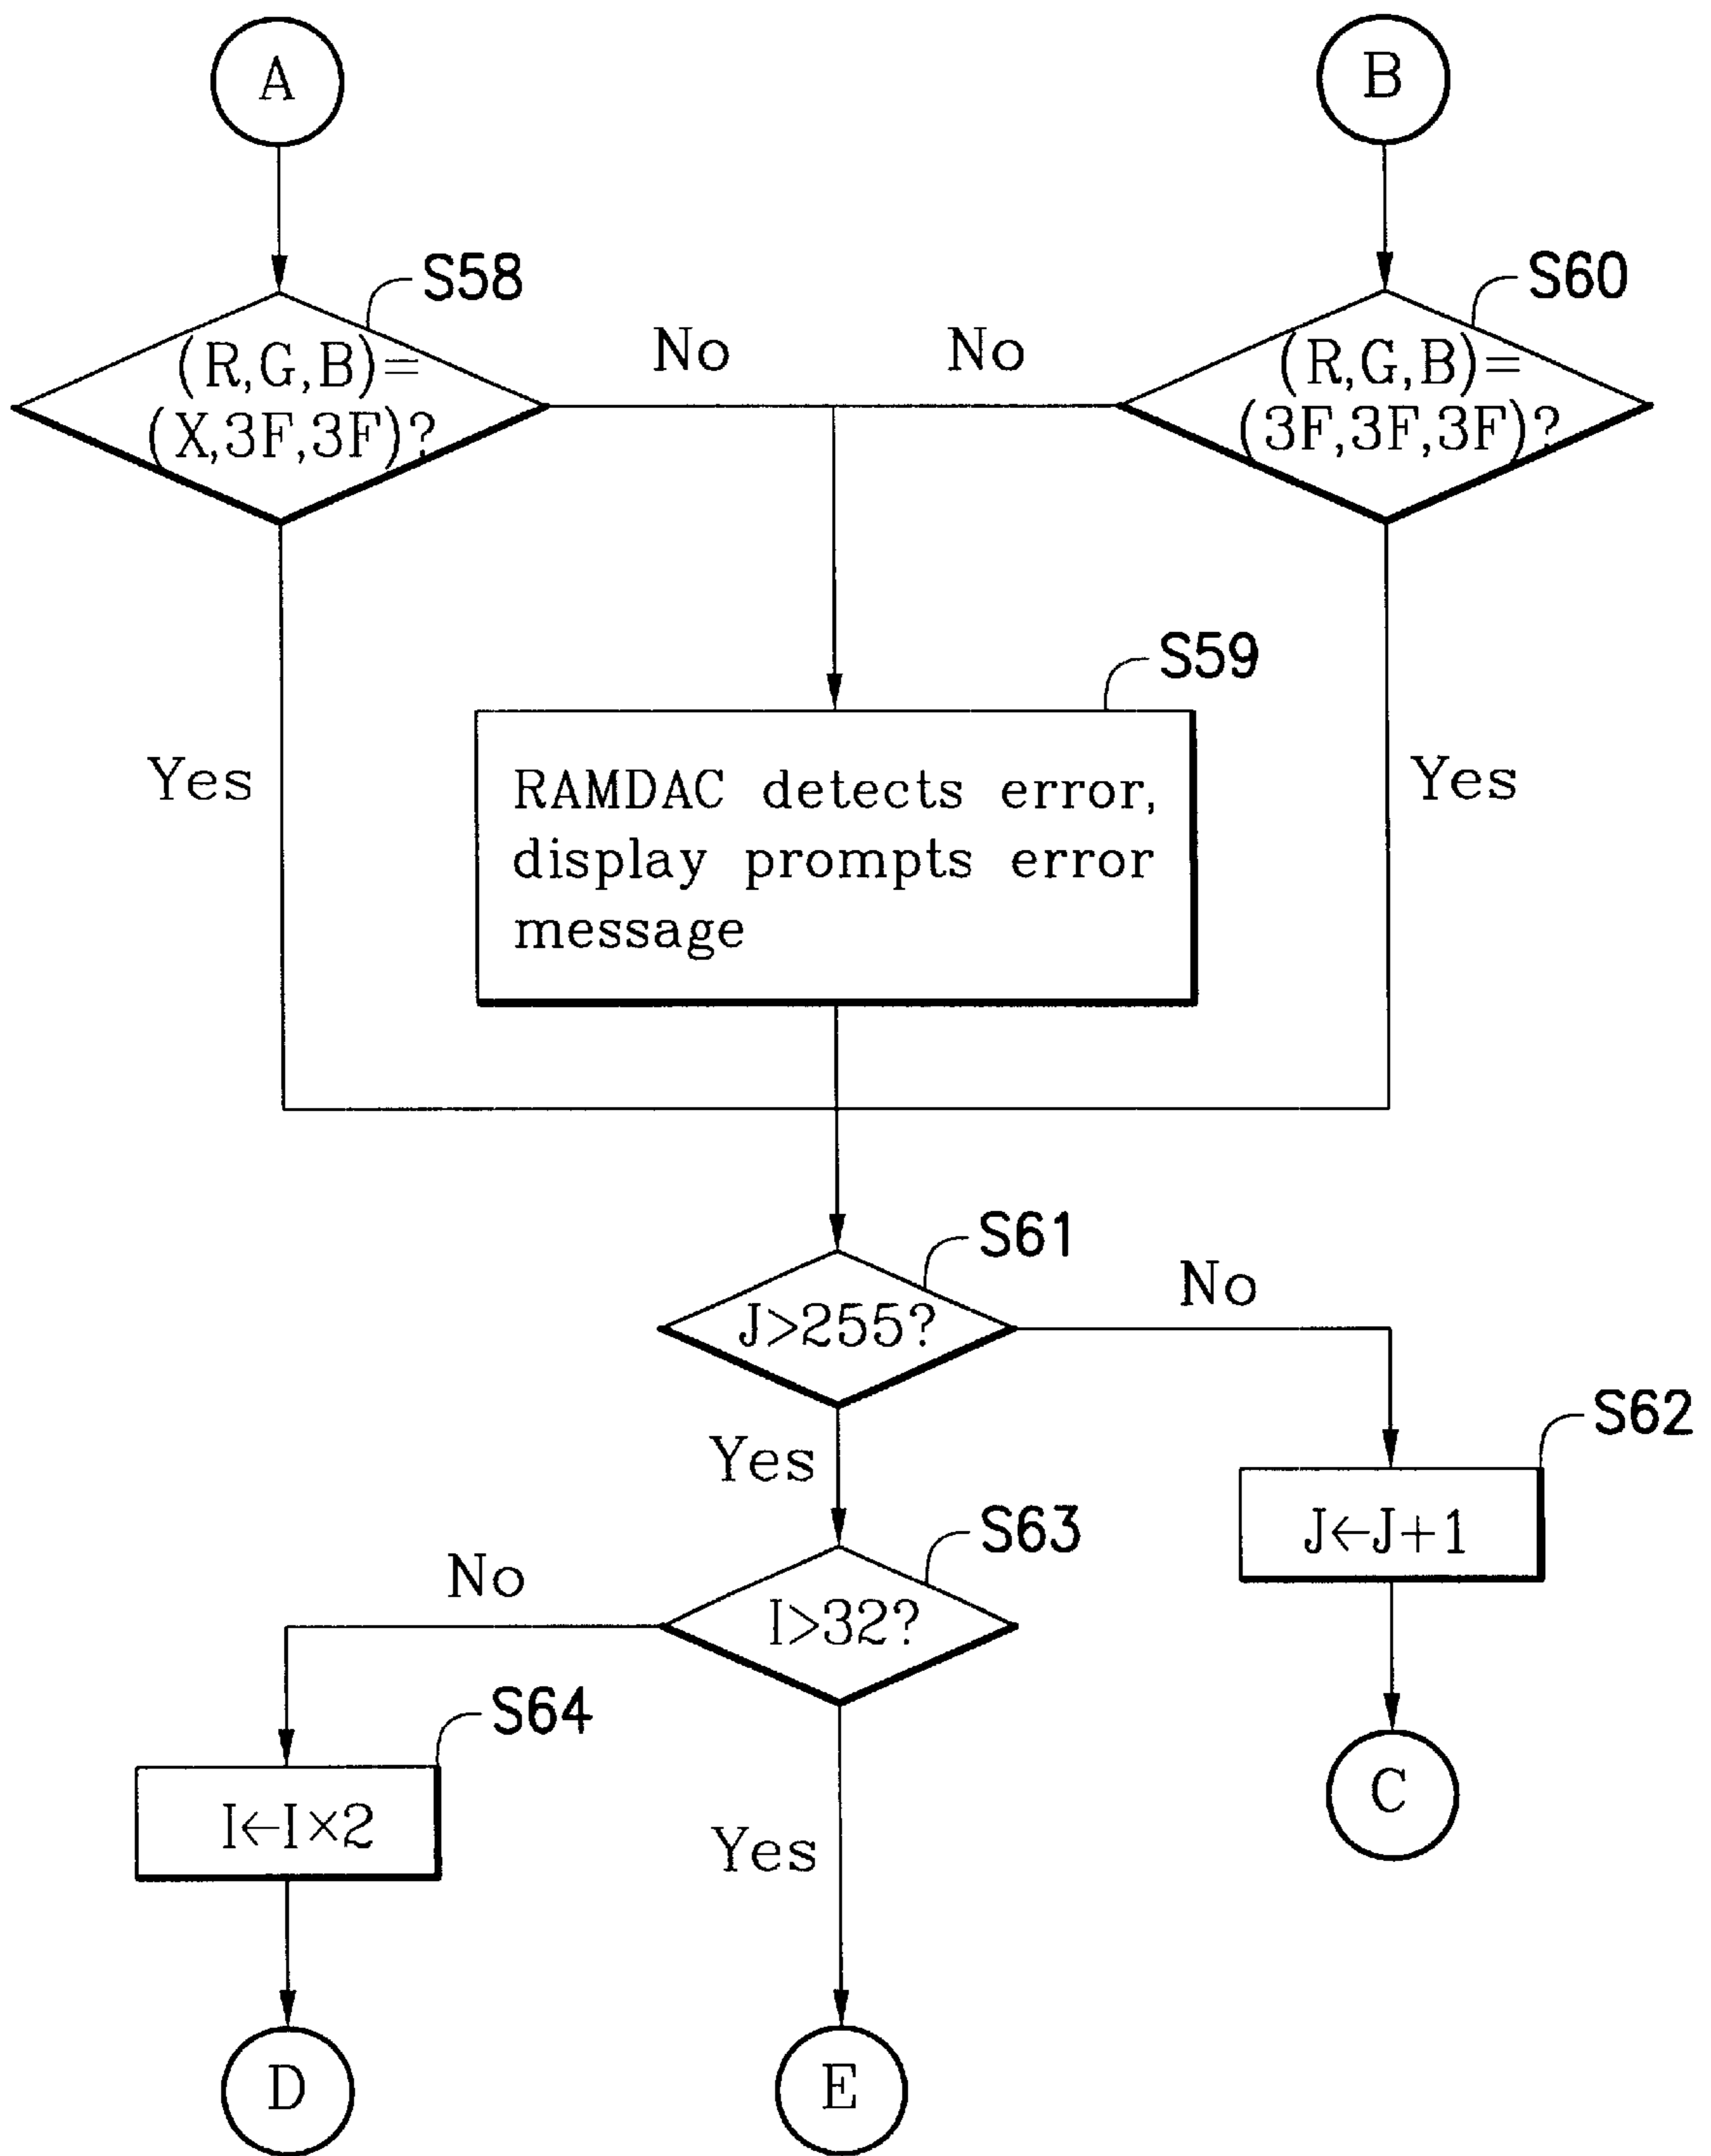 A
B
S58
S60
(R,G,B)=
(X,3F,3F)?
No
No
(R,G,B)=
(3F,3F,3F)?
S59
Yes
RAMDAC detects error,
display prompts error
message
Yes
S61
J>255?
No
S62
Yes
J←J+1
S63
No
I>32?
S64
C
I←I×2
Yes
D
E